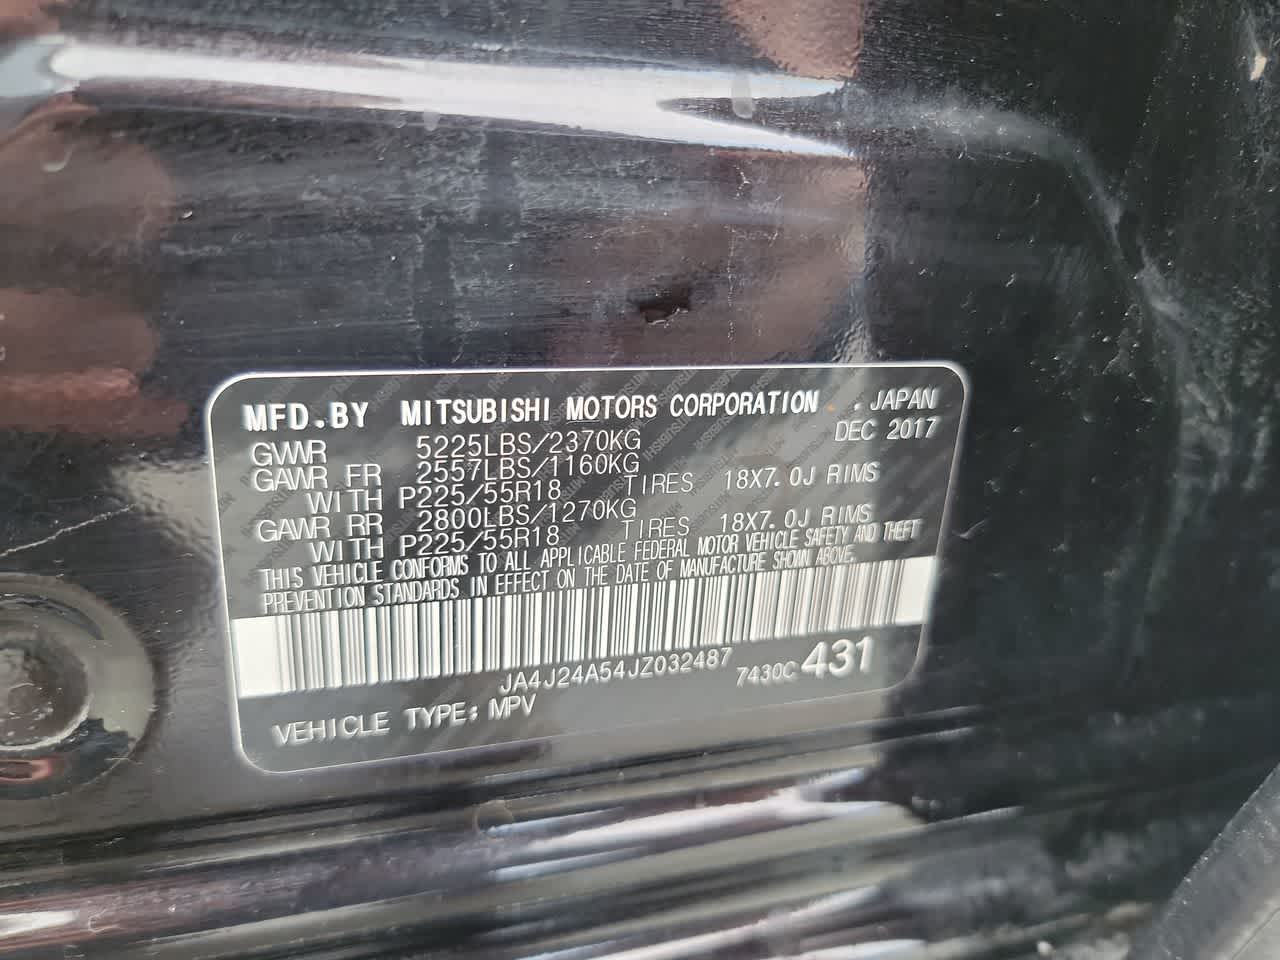 MFD.BY MITSUBISHI MOTORS CORPORATION . JAPAN
DEC 2017
GVWR 5225LBS/2370KG
GAWR FR 2557LBS/1160KG
WITH P225/55R18 TIRES 18X7.0J RIMS
GAWR RR 2800LBS/1270KG
WITH P225/55R18 TIRES 18X7.0J RIMS
THIS VEHICLE CONFORMS TO ALL APPLICABLE FEDERAL MOTOR VEHICLE SAFETY AND THEFT
PREVENTION STANDARDS IN EFFECT ON THE DATE OF MANUFACTURE SHOWN ABOVE.
JA4J24A54JZ032487 7430C 431
VEHICLE TYPE: MPV